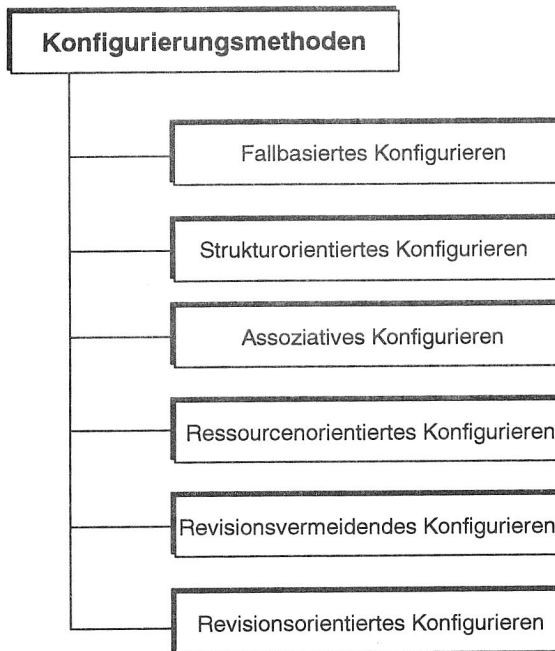 Konfigurierungsmethoden
Fallbasiertes Konfigurieren
Strukturorientiertes Konfigurieren
Assoziatives Konfigurieren
Ressourcenorientiertes Konfigurieren
Revisionsvermeidendes Konfigurieren
Revisionsorientiertes Konfigurieren